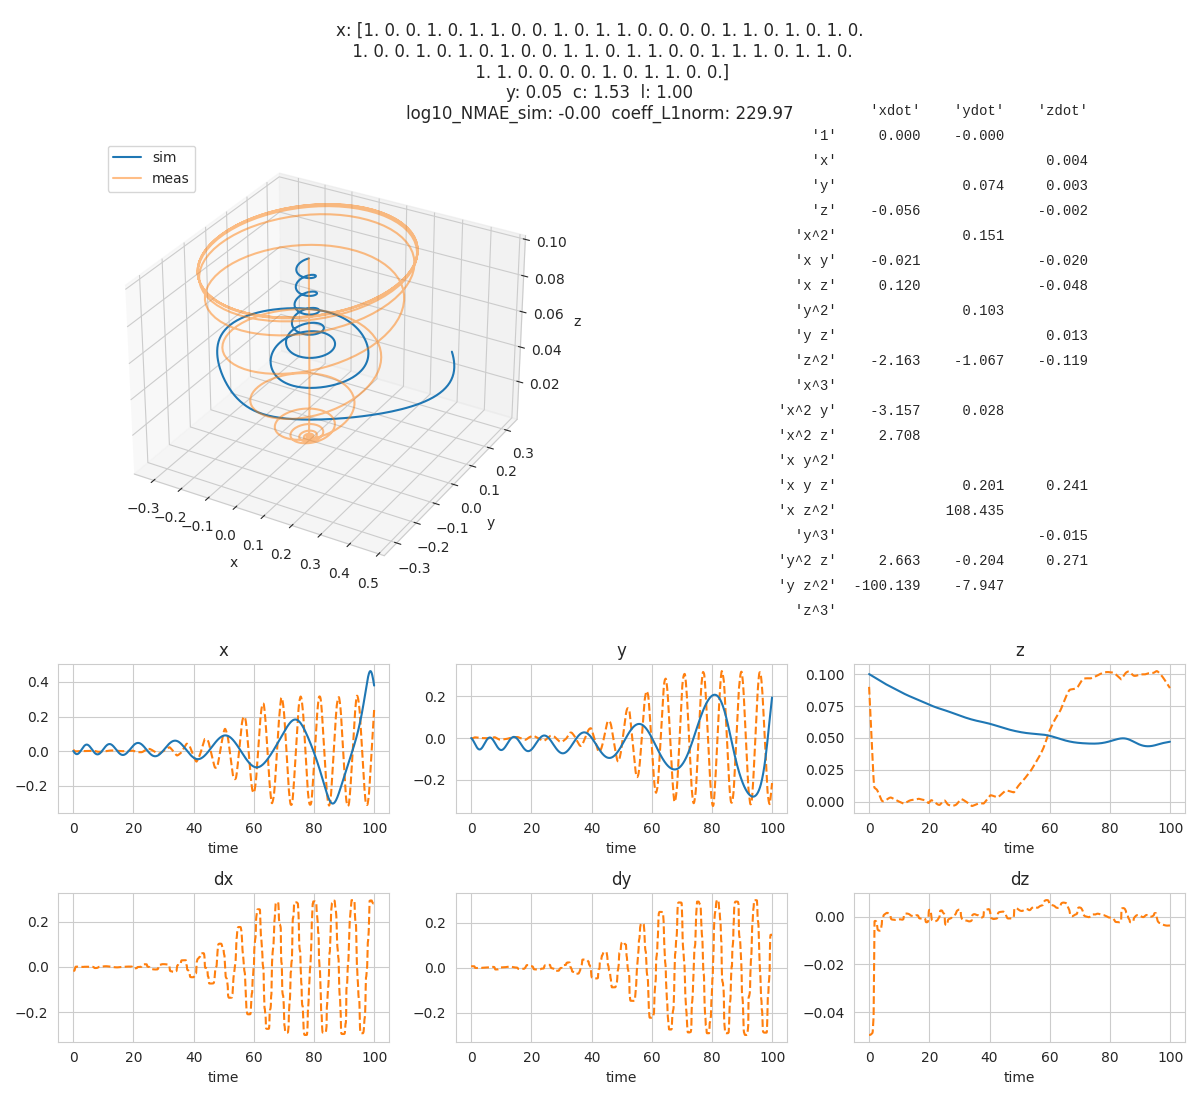 x: [1. 0. 0. 1. 0. 1. 1. 0. 0. 1. 0. 1. 1. 0. 0. 0. 0. 1. 1. 0. 1. 0. 1. 0.
1. 0. 0. 1. 0. 1. 0. 1. 0. 0. 1. 1. 0. 1. 0. 1. 1. 0. 0. 1. 1. 1. 0. 1. 1. 0.
1. 1. 0. 0. 0. 0. 1. 0. 1. 1. 0. 0.]
y: 0.05 c: 1.53 l: 1.00
log10_NMAE_sim: -0.00 coeff_L1norm: 229.97
'xdot' 'ydot' 'zdot'
'1' 0.000 -0.000
'x' 0.004
'y' 0.074 0.003
'z' -0.056 -0.002
'x^2' 0.151
'x y' -0.021 -0.020
'x z' 0.120 -0.048
'y^2' 0.103
'y z' 0.013
'z^2' -2.163 -1.067 -0.119
'x^3'
'x^2 y' -3.157 0.028
'x^2 z' 2.708
'x y^2'
'x y z' 0.201 0.241
'x z^2' 108.435
'y^3' -0.015
'y^2 z' 2.663 -0.204 0.271
'y z^2' -100.139 -7.947
'z^3'
sim
meas
0.10
0.08
0.06
0.04
0.02
z
0.3
0.2
0.1
0.0
−0.1
−0.2
−0.3
y
−0.3
−0.2
−0.1
0.0
0.1
0.2
0.3
0.4
0.5
x
x
0.4
0.2
0.0
−0.2
0 20 40 60 80 100
time
y
0.2
0.0
−0.2
0 20 40 60 80 100
time
z
0.100
0.075
0.050
0.025
0.000
0 20 40 60 80 100
time
dx
0.2
0.0
−0.2
0 20 40 60 80 100
time
dy
0.2
0.0
−0.2
0 20 40 60 80 100
time
dz
0.00
−0.02
−0.04
0 20 40 60 80 100
time